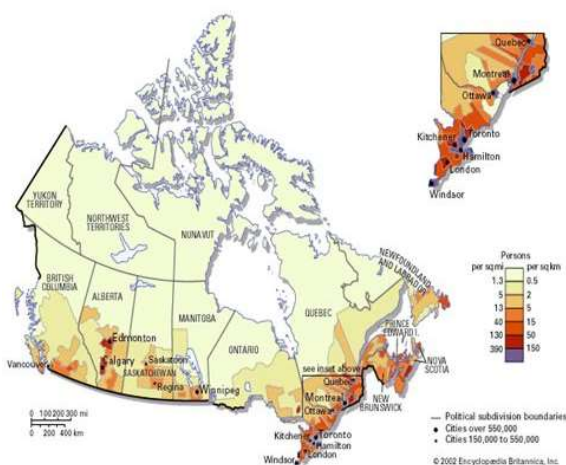 Quebec
Montreal
Ottawa
Kitchener
Toronto
Hamilton
London
Windsor
YUKON
TERRITORY
NORTHWEST
TERRITORIES
NUNAVUT
BRITISH
COLUMBIA
ALBERTA
MANITOBA
ONTARIO
QUEBEC
NEWFOUNDLAND
AND LABRADOR
PRINCE
EDWARD I.
NOVA
SCOTIA
NEW
BRUNSWICK
Edmonton
Calgary
Saskatoon
SASKATCHEWAN
Regina
Winnipeg
Vancouver
see inset above
Quebec
Montreal
Ottawa
Kitchener
Toronto
Hamilton
London
Windsor
Persons
per sq mi per sq km
1.3 0.5
5 2
13 5
40 15
130 50
390 150
0 100 200 300 mi
0 200 400 km
Political subdivision boundaries
Cities over 550,000
Cities 150,000 to 550,000
© 2002 Encyclopædia Britannica, Inc.